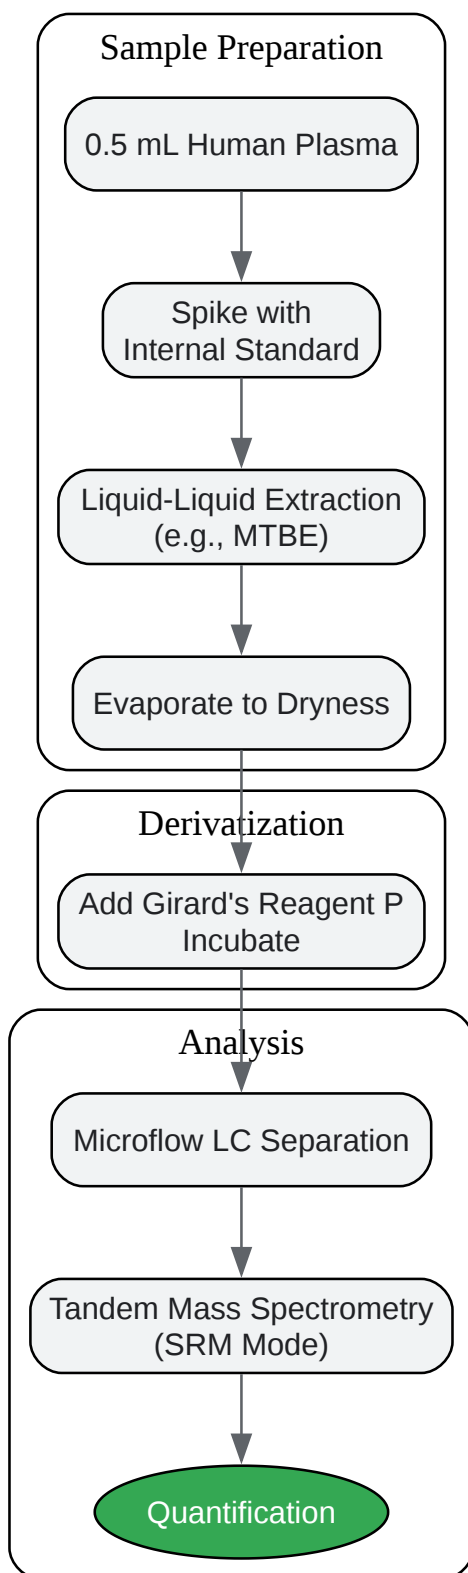 Sample Preparation
0.5 mL Human Plasma
Spike with
Internal Standard
Liquid-Liquid Extraction
(e.g., MTBE)
Evaporate to Dryness
Derivatization
Add Girard's Reagent P
Incubate
Analysis
Microflow LC Separation
Tandem Mass Spectrometry
(SRM Mode)
Quantification